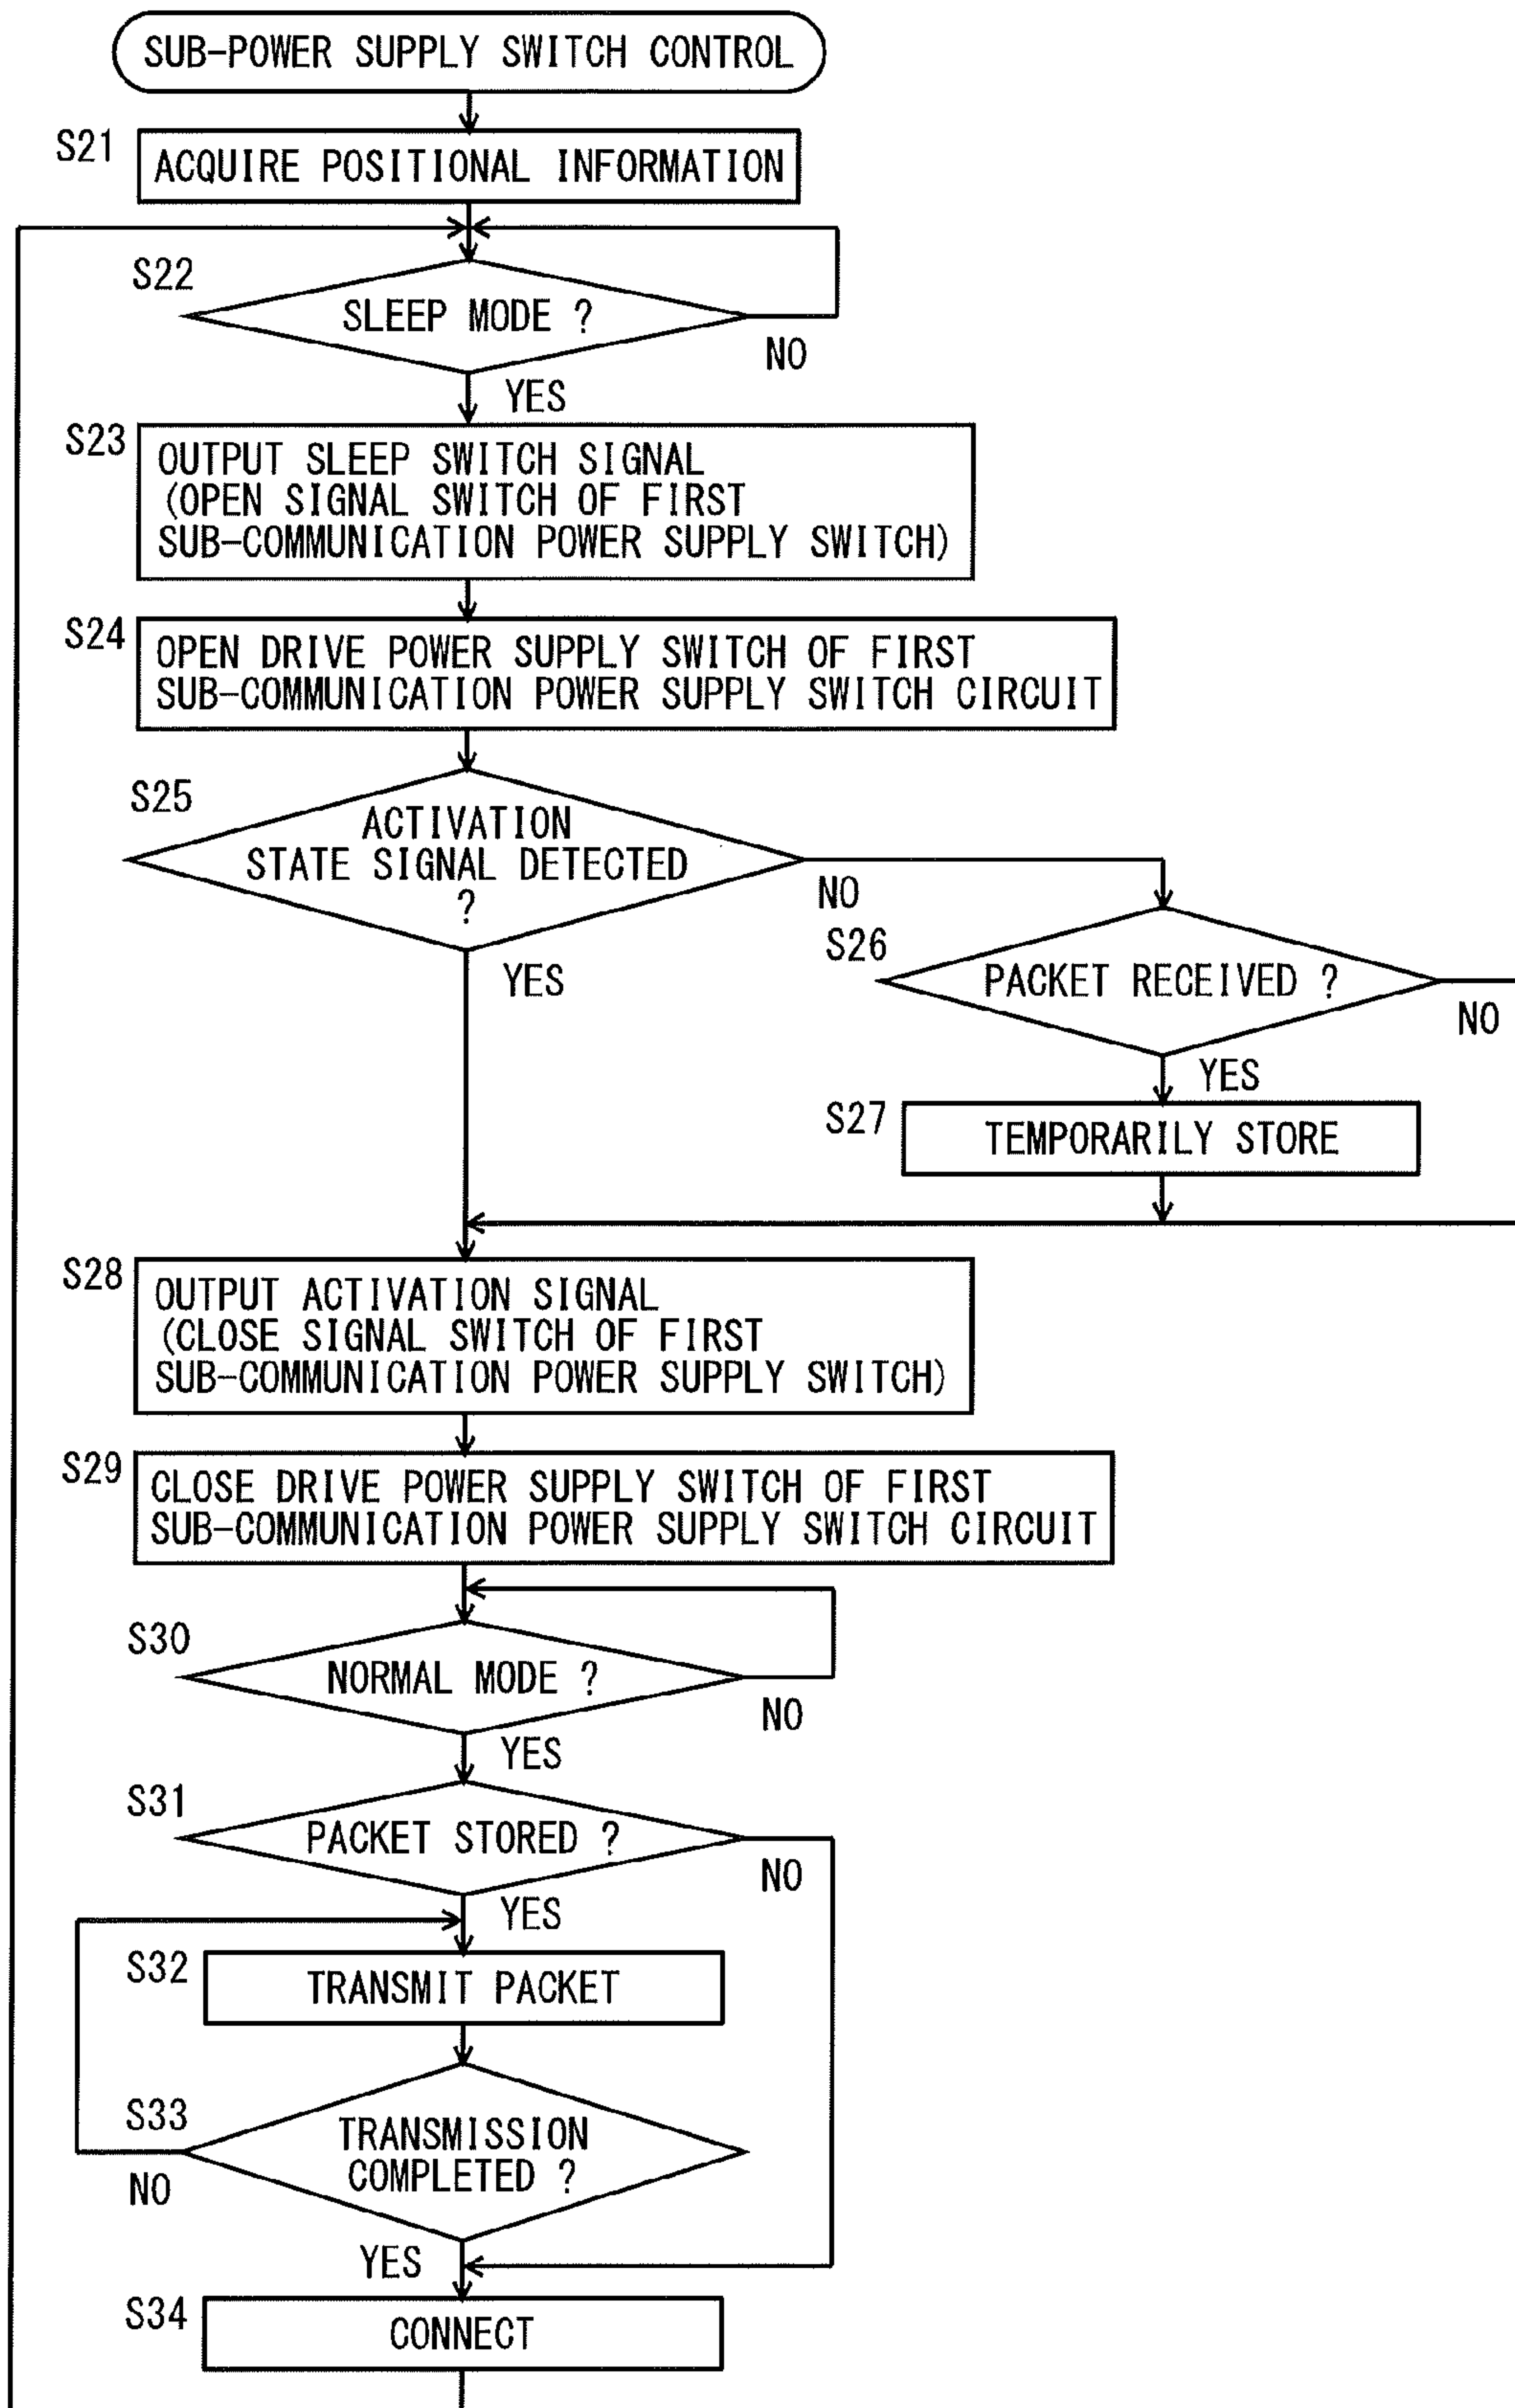 SUB-POWER SUPPLY SWITCH CONTROL
S21
ACQUIRE POSITIONAL INFORMATION
S22
SLEEP MODE ?
NO
YES
S23
OUTPUT SLEEP SWITCH SIGNAL
(OPEN SIGNAL SWITCH OF FIRST
SUB-COMMUNICATION POWER SUPPLY SWITCH)
S24
OPEN DRIVE POWER SUPPLY SWITCH OF FIRST
SUB-COMMUNICATION POWER SUPPLY SWITCH CIRCUIT
S25
ACTIVATION
STATE SIGNAL DETECTED
?
NO
YES
S26
PACKET RECEIVED ?
NO
YES
S27
TEMPORARILY STORE
S28
OUTPUT ACTIVATION SIGNAL
(CLOSE SIGNAL SWITCH OF FIRST
SUB-COMMUNICATION POWER SUPPLY SWITCH)
S29
CLOSE DRIVE POWER SUPPLY SWITCH OF FIRST
SUB-COMMUNICATION POWER SUPPLY SWITCH CIRCUIT
S30
NORMAL MODE ?
NO
YES
S31
PACKET STORED ?
NO
YES
S32
TRANSMIT PACKET
S33
TRANSMISSION
COMPLETED ?
NO
YES
S34
CONNECT